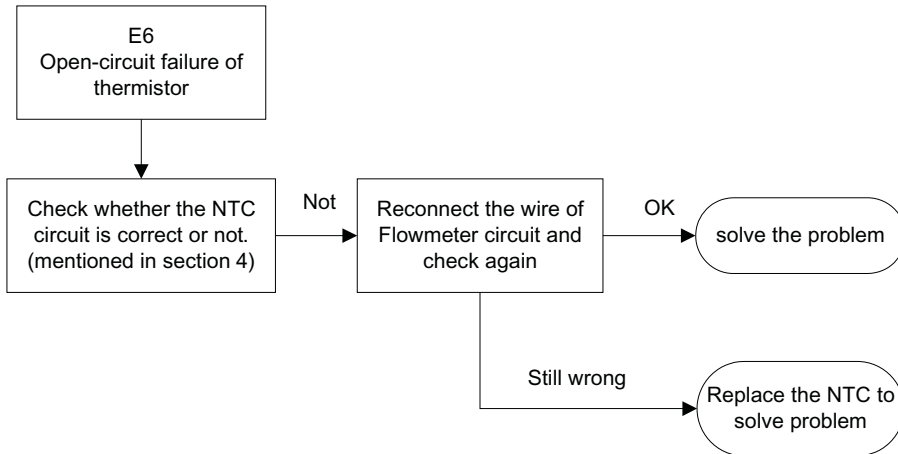 E6
Open-circuit failure of
thermistor
Check whether the NTC
circuit is correct or not.
(mentioned in section 4)
Not
Reconnect the wire of
Flowmeter circuit and
check again
OK
solve the problem
Still wrong
Replace the NTC to
solve problem